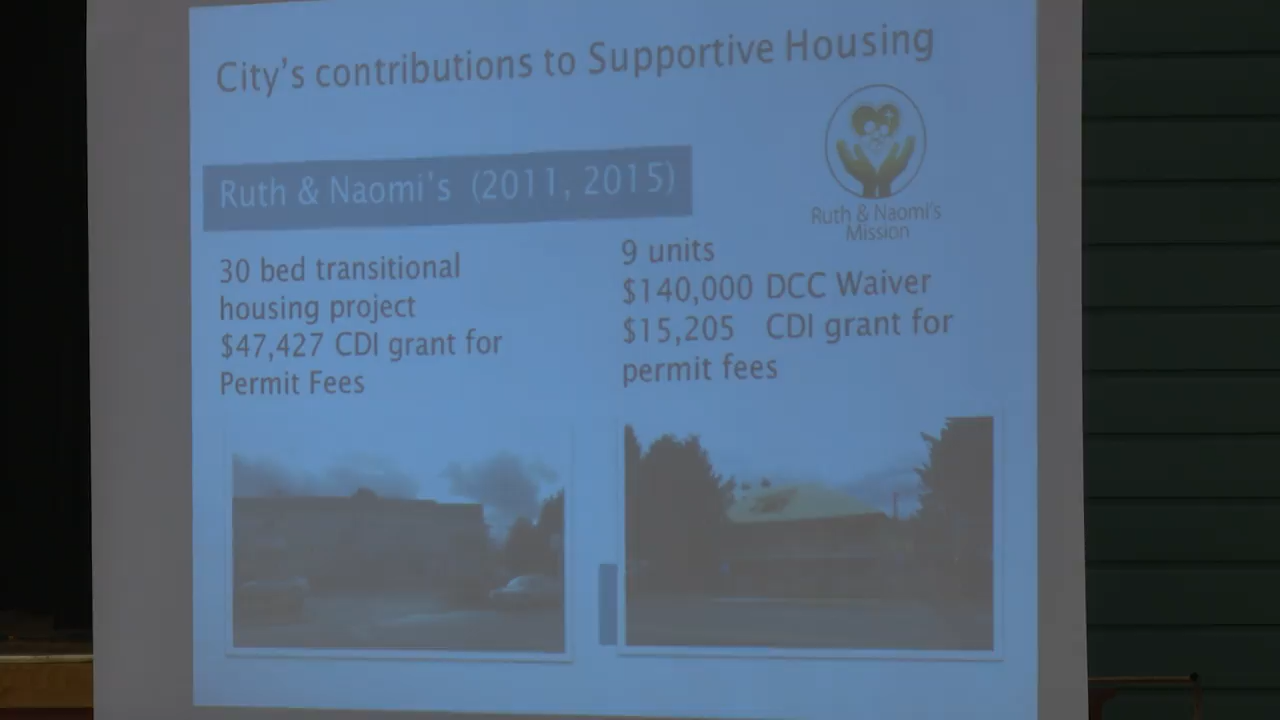 City's contributions to Supportive Housing
Ruth & Naomi's (2011, 2015)
Ruth & Naomi's
Mission
30 bed transitional
housing project
$47,427 CDI grant for
Permit Fees
9 units
$140,000 DCC Waiver
$15,205 CDI grant for
permit fees